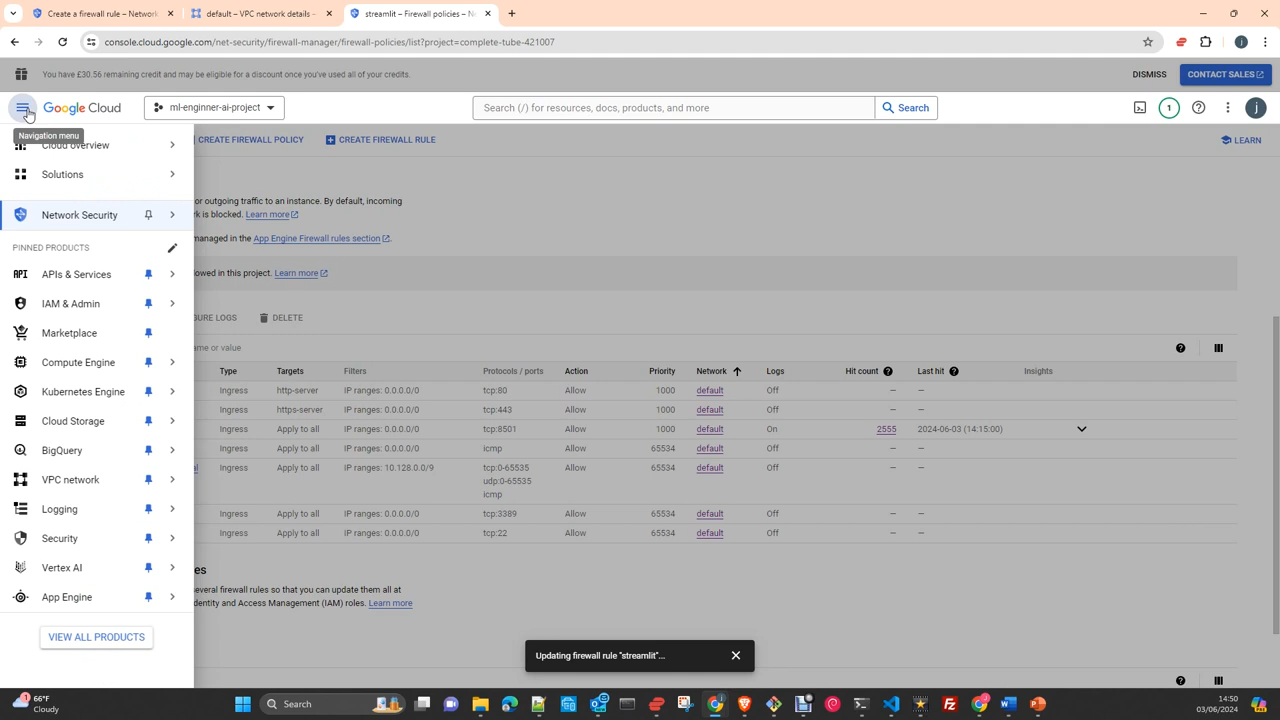 Create a firewall rule – Network
default – VPC network details –
streamlit – Firewall policies – N
console.cloud.google.com/net-security/firewall-manager/firewall-policies/list?project=complete-tube-421007
You have £30.56 remaining credit and may be eligible for a discount once you've used all of your credits.
DISMISS
CONTACT SALES
Google Cloud
ml-enginner-ai-project
Search (/) for resources, docs, products, and more
Search
1
j
Navigation menu
CREATE FIREWALL POLICY
CREATE FIREWALL RULE
LEARN
Cloud overview
Solutions
Network Security
PINNED PRODUCTS
APIs & Services
IAM & Admin
Marketplace
Compute Engine
Kubernetes Engine
Cloud Storage
BigQuery
VPC network
Logging
Security
Vertex AI
App Engine
VIEW ALL PRODUCTS
or outgoing traffic to an instance. By default, incoming
k is blocked. Learn more
managed in the App Engine Firewall rules section.
owed in this project. Learn more
GURE LOGS DELETE
ame or value
Type Targets Filters Protocols / ports Action Priority Network Logs Hit count Last hit Insights
Ingress http-server IP ranges: 0.0.0.0/0 tcp:80 Allow 1000 default Off — —
Ingress https-server IP ranges: 0.0.0.0/0 tcp:443 Allow 1000 default Off — —
Ingress Apply to all IP ranges: 0.0.0.0/0 tcp:8501 Allow 1000 default On 2555 2024-06-03 (14:15:00)
Ingress Apply to all IP ranges: 0.0.0.0/0 icmp Allow 65534 default Off — —
al Ingress Apply to all IP ranges: 10.128.0.0/9 tcp:0-65535 Allow 65534 default Off — —
udp:0-65535
icmp
Ingress Apply to all IP ranges: 0.0.0.0/0 tcp:3389 Allow 65534 default Off — —
Ingress Apply to all IP ranges: 0.0.0.0/0 tcp:22 Allow 65534 default Off — —
es
several firewall rules so that you can update them all at
dentity and Access Management (IAM) roles. Learn more
Updating firewall rule "streamlit"...
1
66°F
Cloudy
Search
14:50
03/06/2024